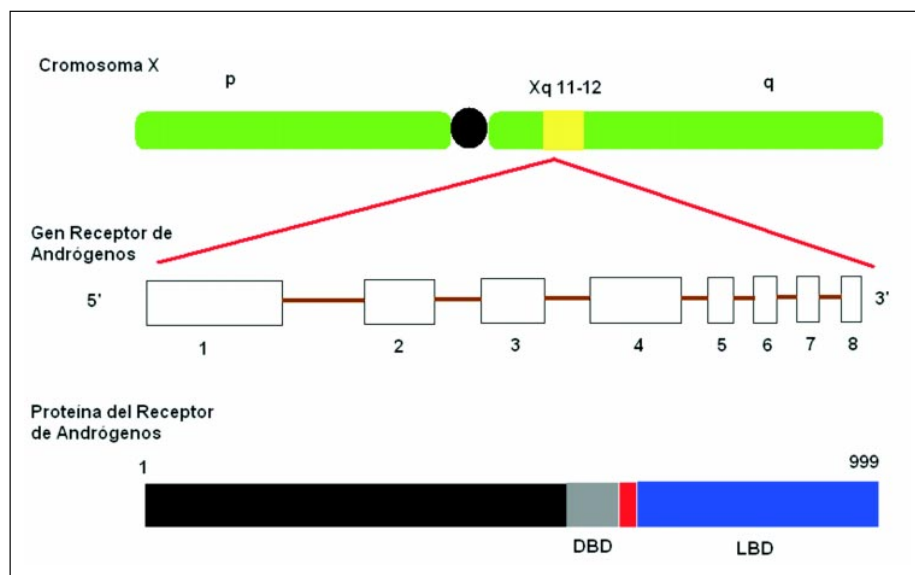 Cromosoma X
p
Xq 11-12
q
Gen Receptor de
Andrógenos
5'
3'
1 2 3 4 5 6 7 8
Proteína del Receptor
de Andrógenos
1
999
DBD
LBD